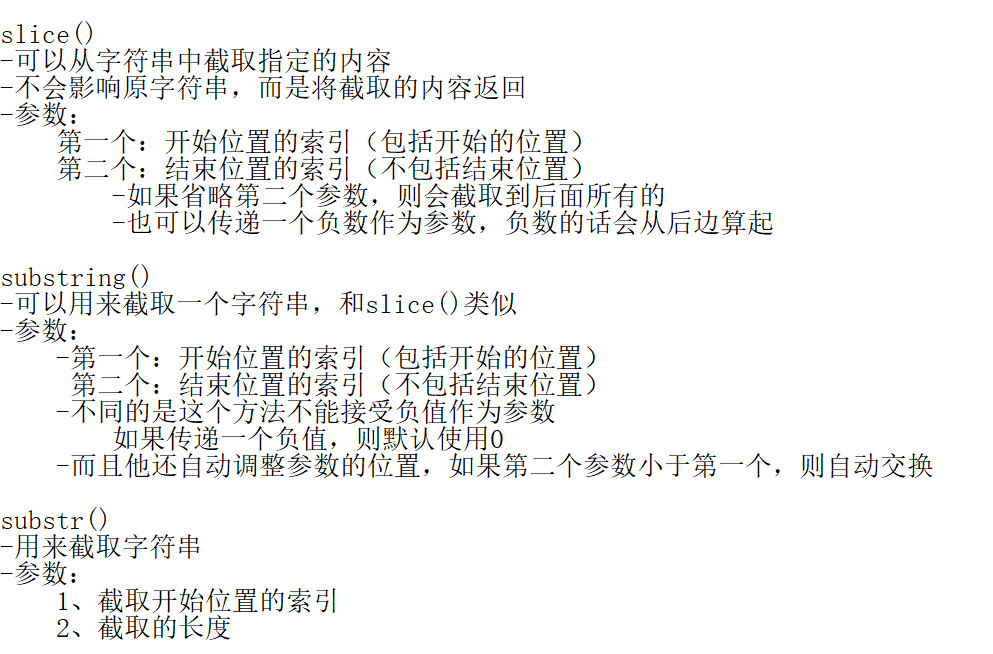 slice()
-可以从字符串中截取指定的内容
-不会影响原字符串，而是将截取的内容返回
-参数：
第一个：开始位置的索引（包括开始的位置）
第二个：结束位置的索引（不包括结束位置）
-如果省略第二个参数，则会截取到后面所有的
-也可以传递一个负数作为参数，负数的话会从后边算起
substring()
-可以用来截取一个字符串，和slice()类似
-参数：
-第一个：开始位置的索引（包括开始的位置）
第二个：结束位置的索引（不包括结束位置）
-不同的是这个方法不能接受负值作为参数
如果传递一个负值，则默认使用0
-而且他还自动调整参数的位置，如果第二个参数小于第一个，则自动交换
substr()
-用来截取字符串
-参数：
1、截取开始位置的索引
2、截取的长度